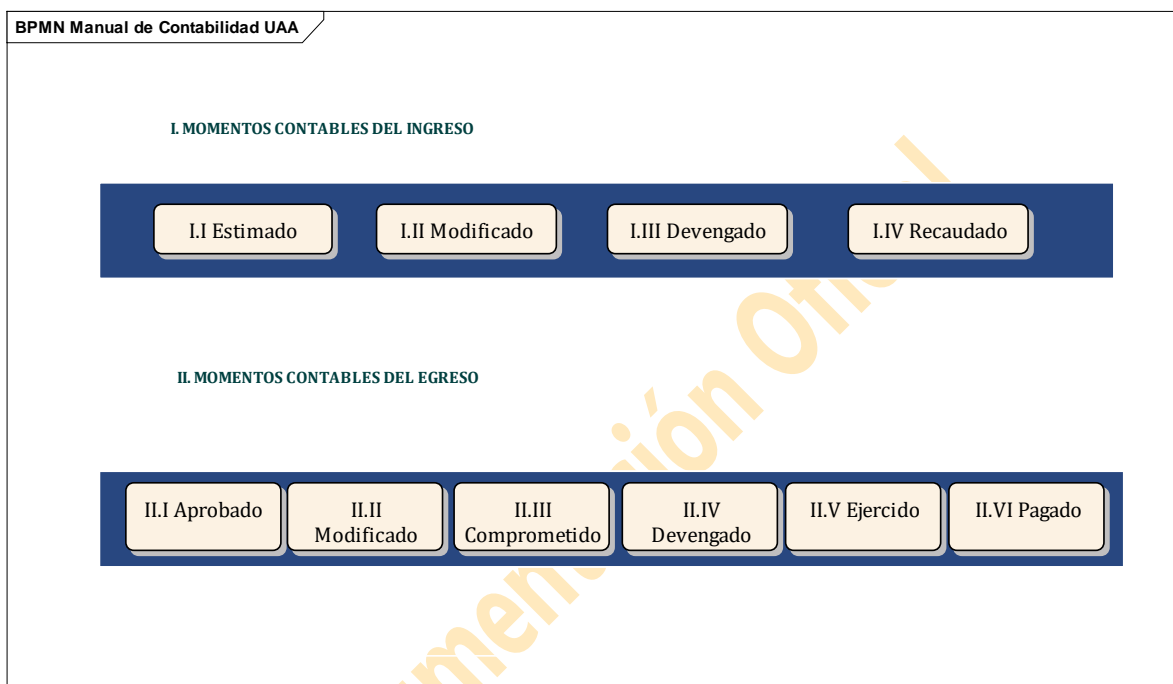 BPMN Manual de Contabilidad UAA
I. MOMENTOS CONTABLES DEL INGRESO
I.I Estimado
I.II Modificado
I.III Devengado
I.IV Recaudado
II. MOMENTOS CONTABLES DEL EGRESO
II.I Aprobado
II.II
Modificado
II.III
Comprometido
II.IV
Devengado
II.V Ejercido
II.VI Pagado